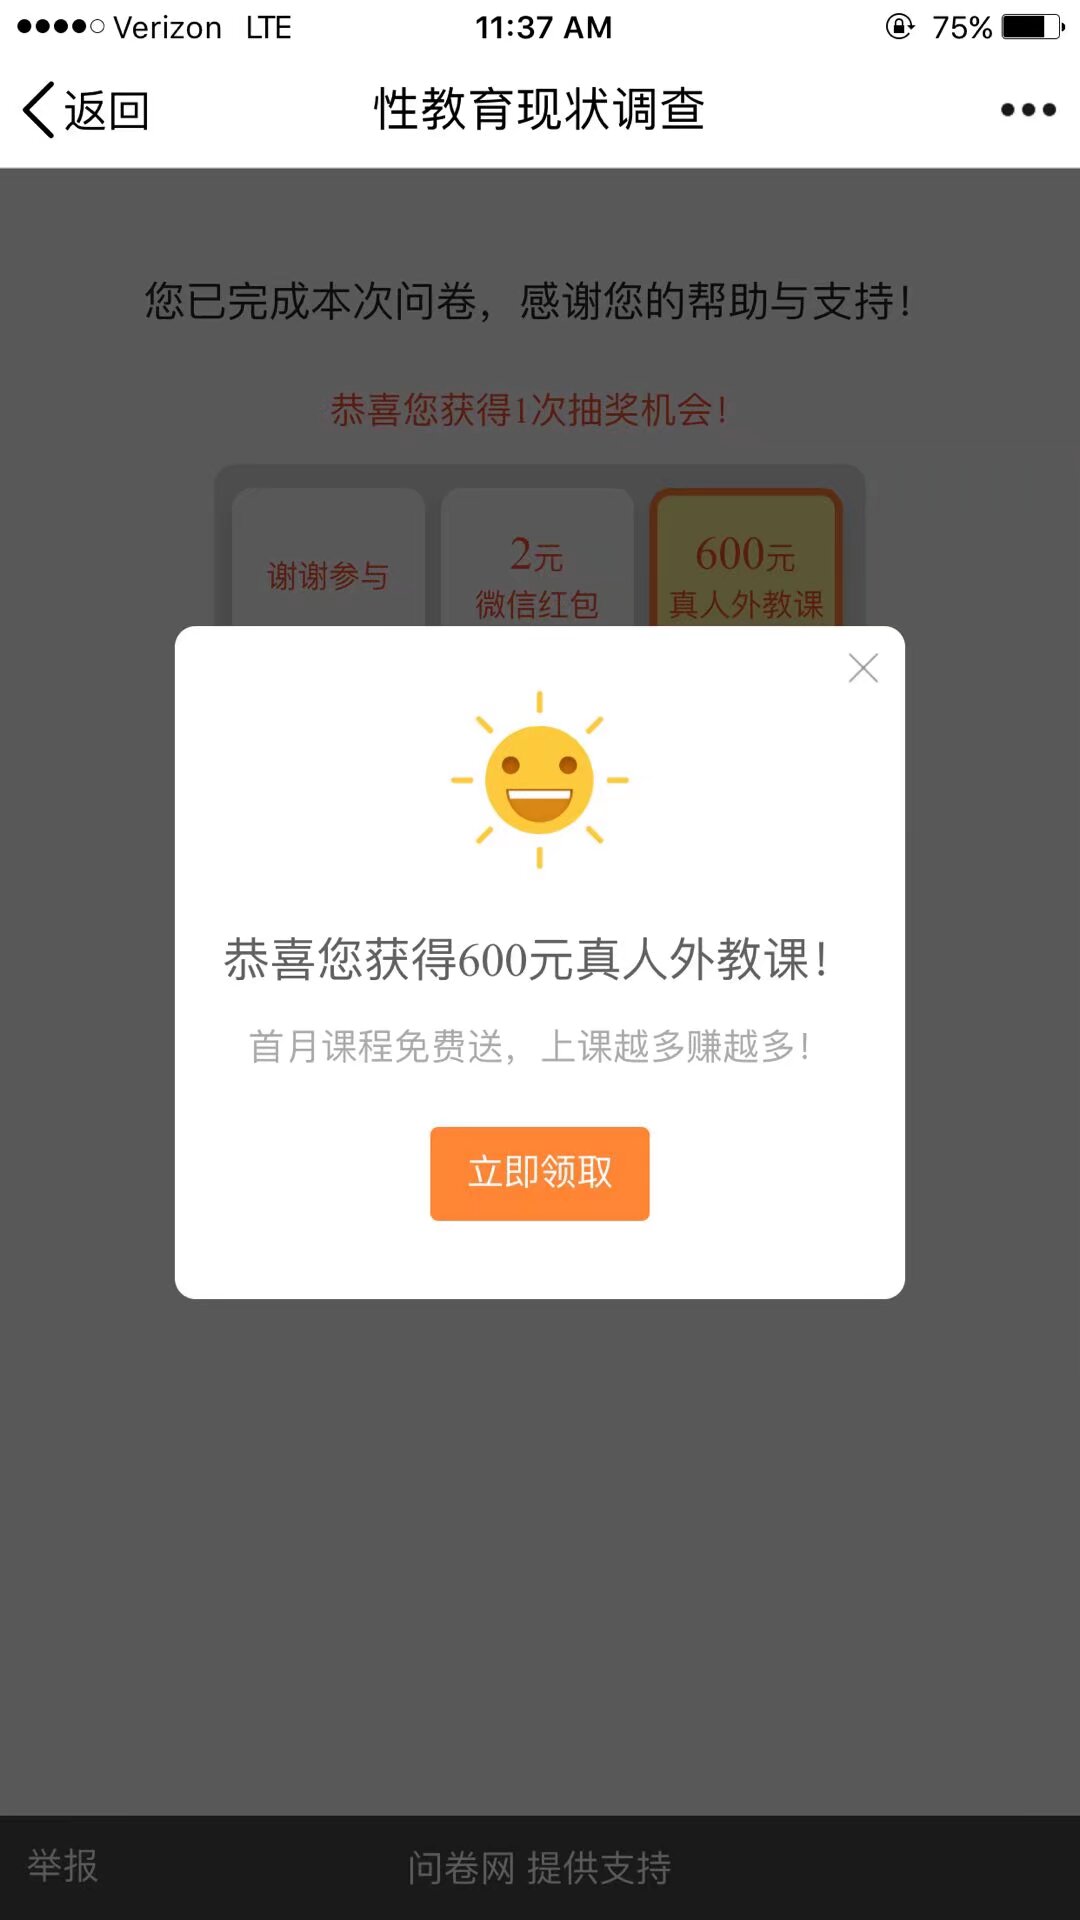 Verizon LTE 11:37 AM 75%
返回 性教育现状调查
您已完成本次问卷，感谢您的帮助与支持！
恭喜您获得1次抽奖机会！
谢谢参与
2元
微信红包
600元
真人外教课
恭喜您获得600元真人外教课！
首月课程免费送，上课越多赚越多！
立即领取
举报 问卷网 提供支持